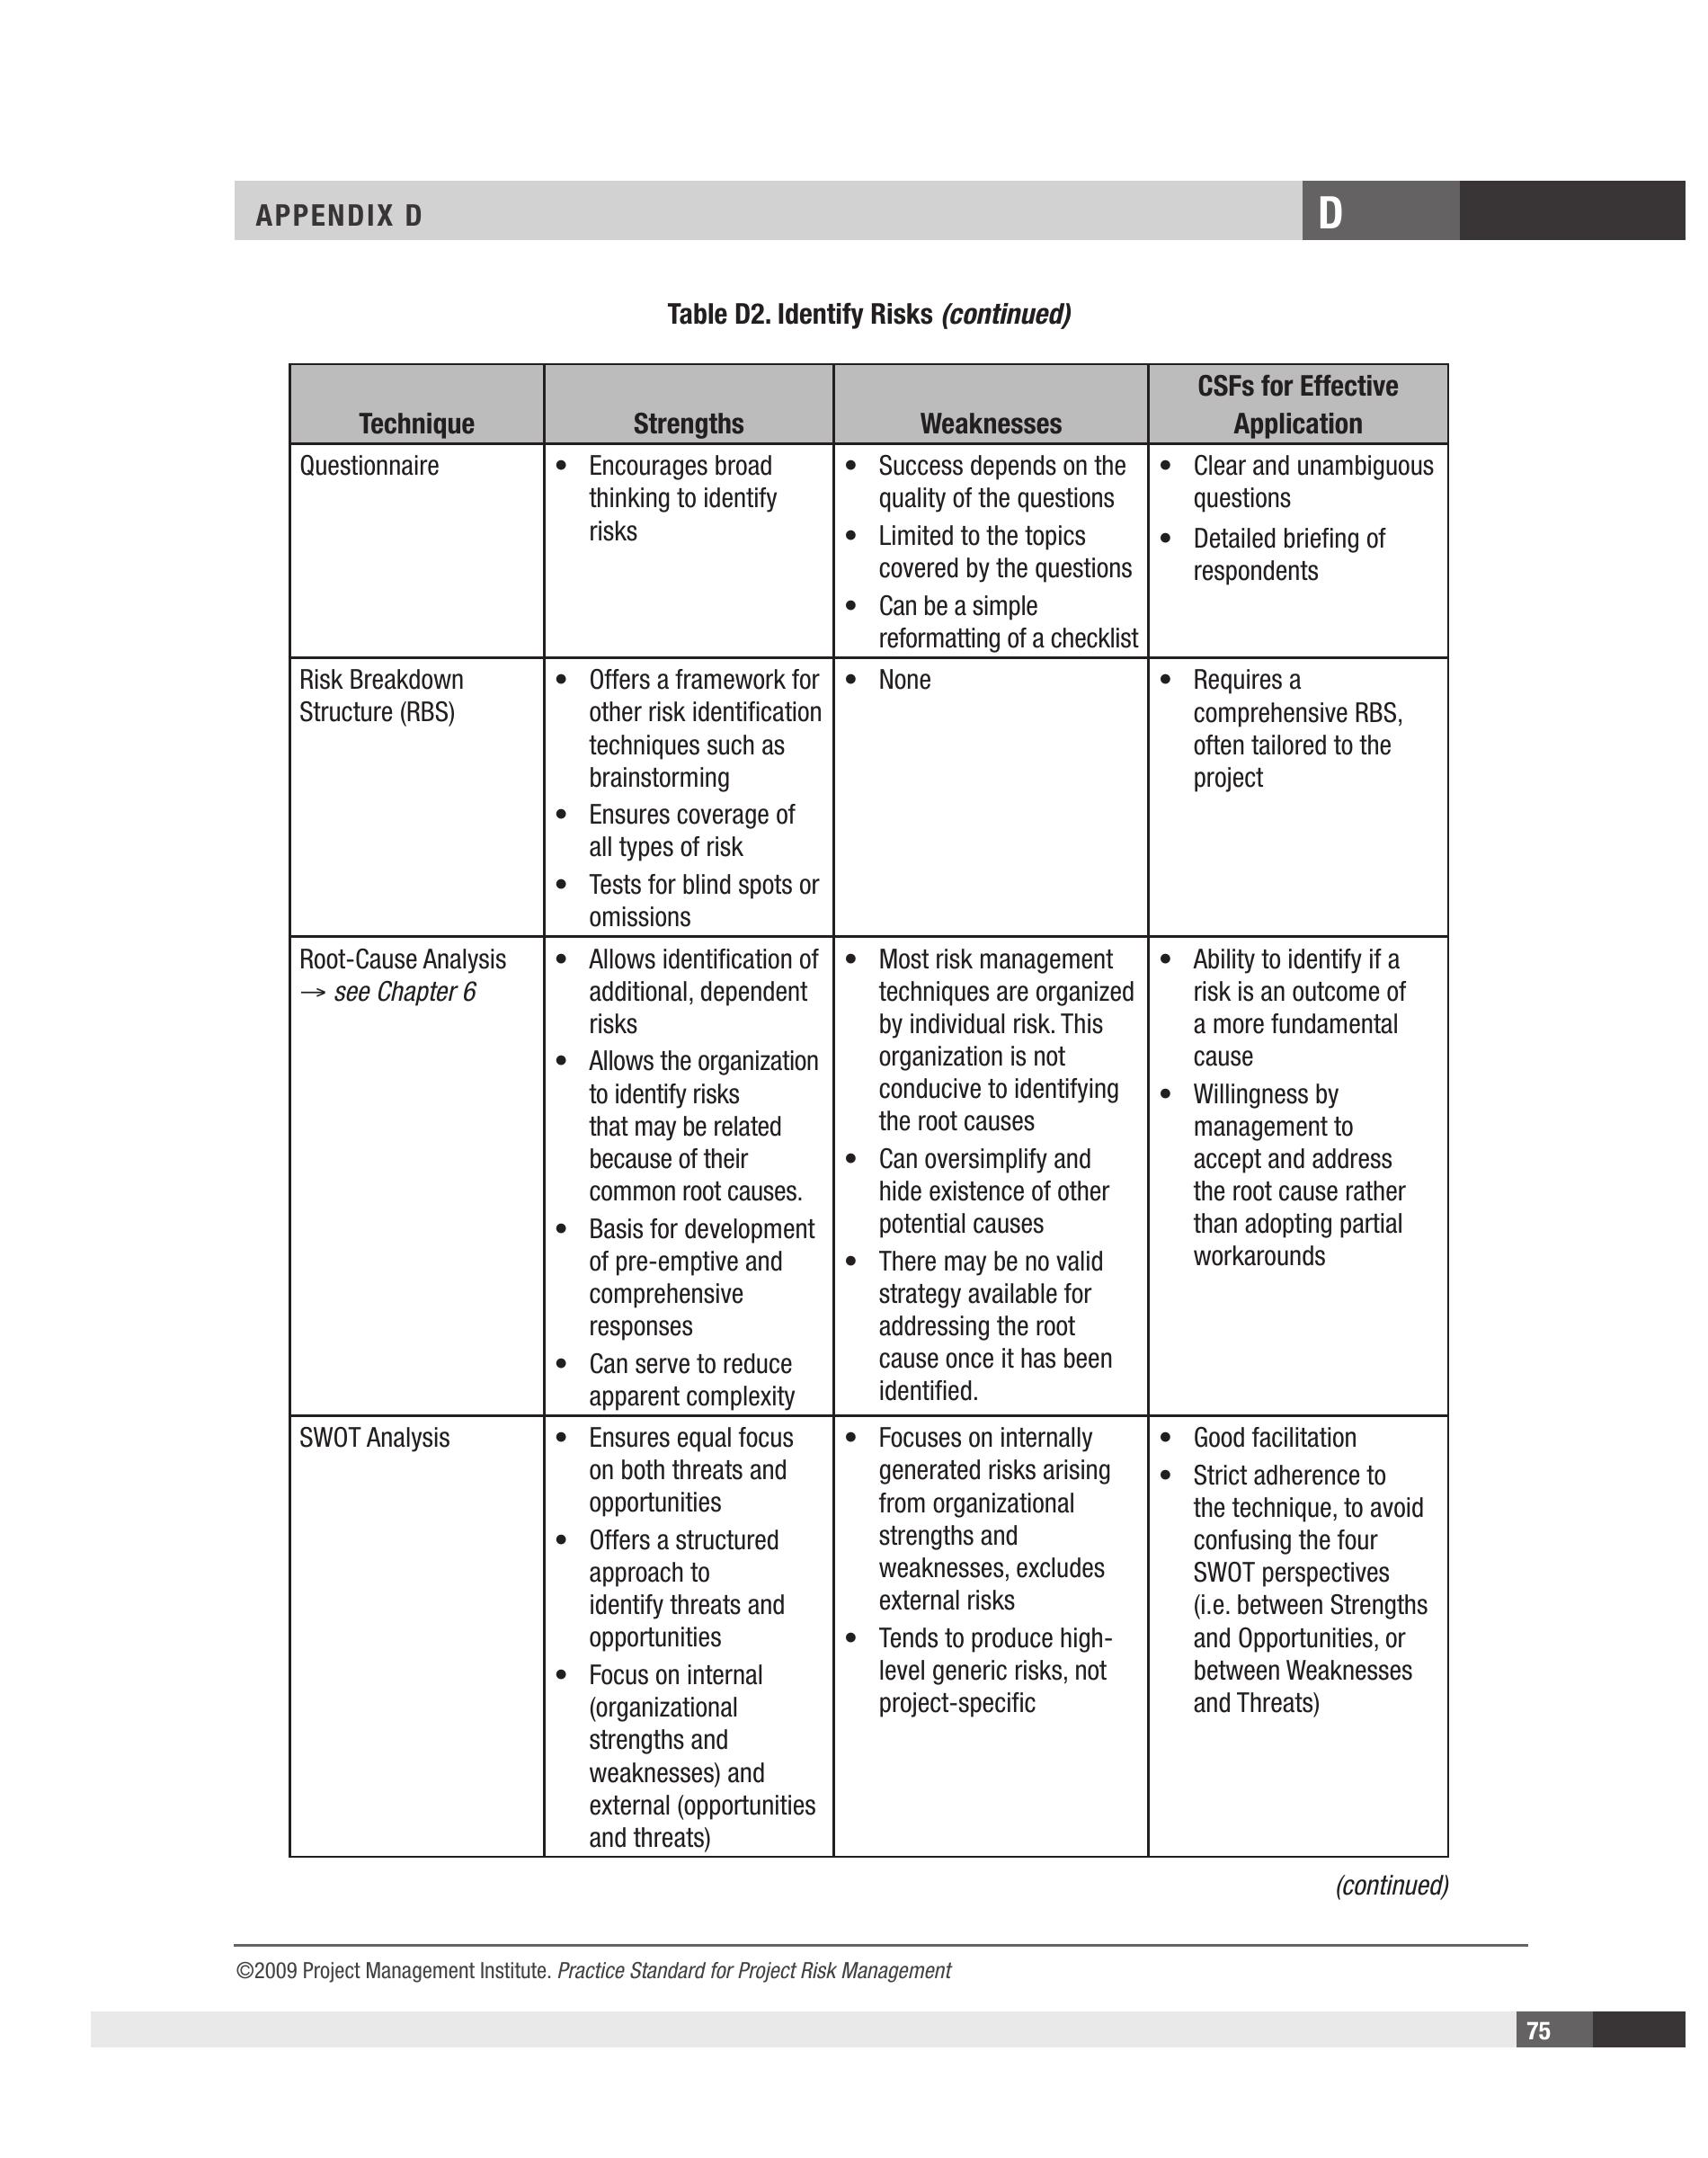 APPENDIX D
D
Table D2. Identify Risks (continued)
Technique
Strengths
Weaknesses
CSFs for Effective
Application
Questionnaire
• Encourages broad
thinking to identify
risks
• Success depends on the
quality of the questions
• Limited to the topics
covered by the questions
• Can be a simple
reformatting of a checklist
• Clear and unambiguous
questions
• Detailed briefing of
respondents
Risk Breakdown
Structure (RBS)
• Offers a framework for
other risk identification
techniques such as
brainstorming
• Ensures coverage of
all types of risk
• Tests for blind spots or
omissions
• None
• Requires a
comprehensive RBS,
often tailored to the
project
Root-Cause Analysis
→ see Chapter 6
• Allows identification of
additional, dependent
risks
• Allows the organization
to identify risks
that may be related
because of their
common root causes.
• Basis for development
of pre-emptive and
comprehensive
responses
• Can serve to reduce
apparent complexity
• Most risk management
techniques are organized
by individual risk. This
organization is not
conducive to identifying
the root causes
• Can oversimplify and
hide existence of other
potential causes
• There may be no valid
strategy available for
addressing the root
cause once it has been
identified.
• Ability to identify if a
risk is an outcome of
a more fundamental
cause
• Willingness by
management to
accept and address
the root cause rather
than adopting partial
workarounds
SWOT Analysis
• Ensures equal focus
on both threats and
opportunities
• Offers a structured
approach to
identify threats and
opportunities
• Focus on internal
(organizational
strengths and
weaknesses) and
external (opportunities
and threats)
• Focuses on internally
generated risks arising
from organizational
strengths and
weaknesses, excludes
external risks
• Tends to produce high-
level generic risks, not
project-specific
• Good facilitation
• Strict adherence to
the technique, to avoid
confusing the four
SWOT perspectives
(i.e. between Strengths
and Opportunities, or
between Weaknesses
and Threats)
(continued)
©2009 Project Management Institute. Practice Standard for Project Risk Management
75